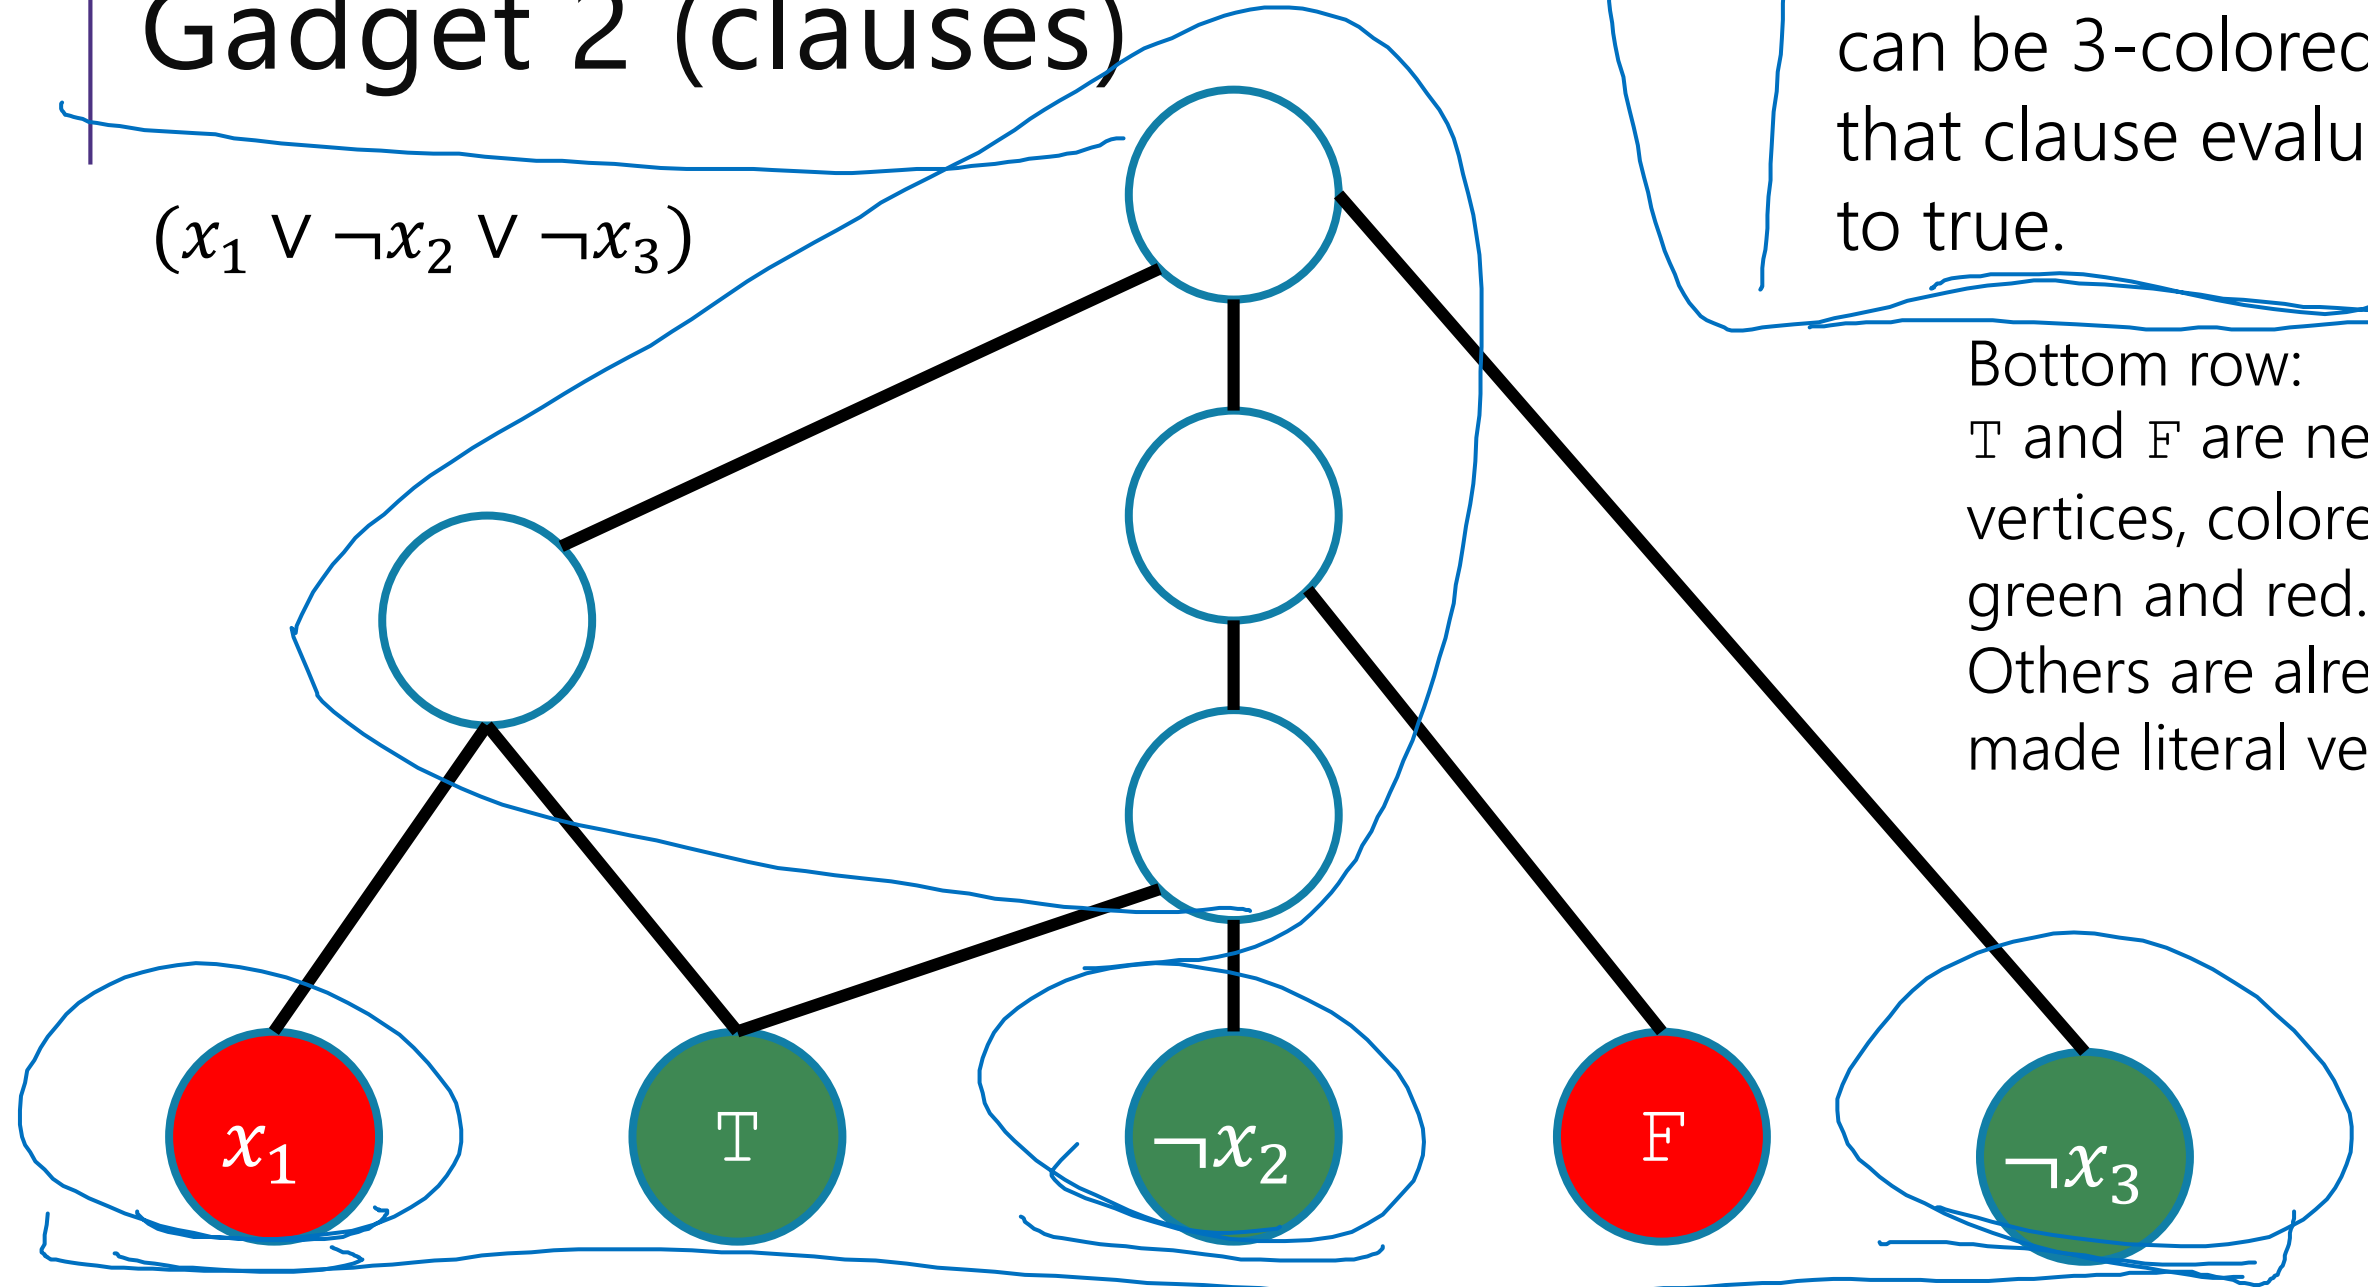 Gadget 2 (clauses)
(𝑥₁ ∨ ¬𝑥₂ ∨ ¬𝑥₃)
can be 3-colored
that clause evalu
to true.
Bottom row:
T and F are ne
vertices, colore
green and red.
Others are alre
made literal ve
𝑥₁
T
¬𝑥₂
F
¬𝑥₃